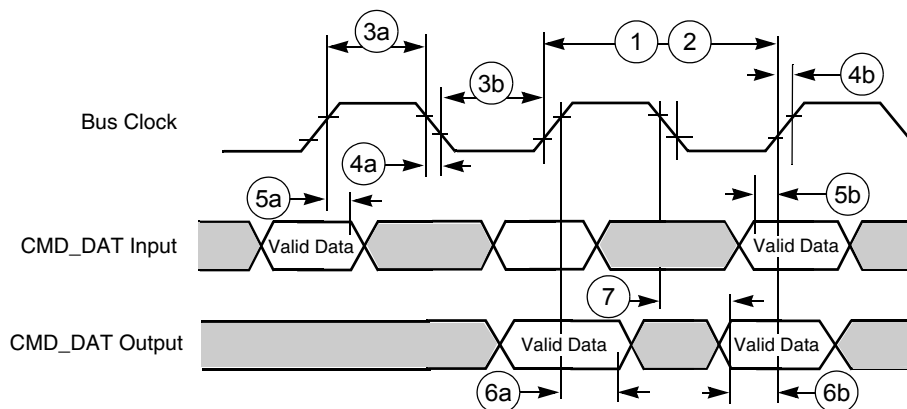 3a
1
2
3b
4b
Bus Clock
4a
5a
5b
CMD_DAT Input
Valid Data
Valid Data
7
CMD_DAT Output
Valid Data
Valid Data
6a
6b